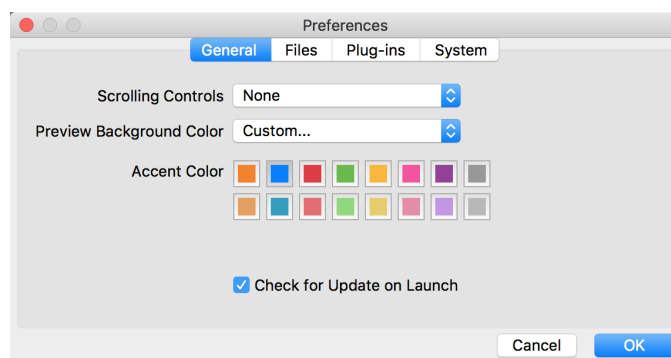 Preferences
General Files Plug-ins System
Scrolling Controls None
Preview Background Color Custom...
Accent Color
Check for Update on Launch
Cancel OK